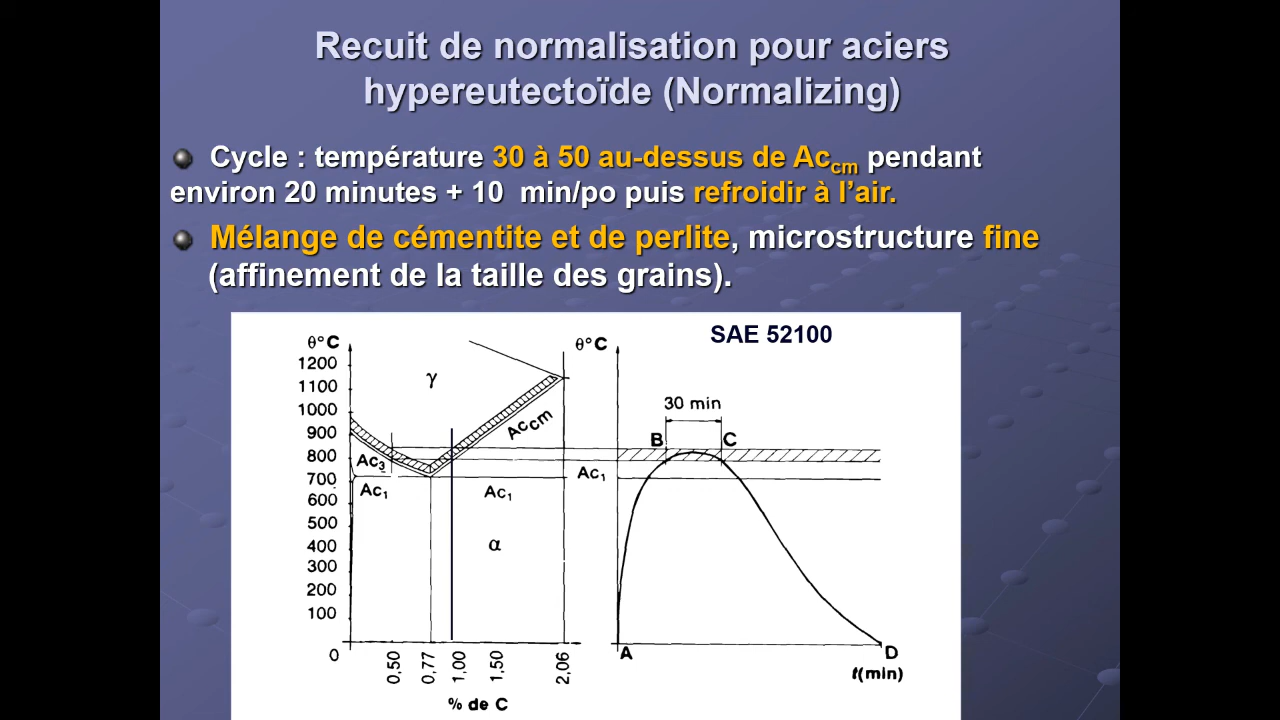 Recuit de normalisation pour aciers
hypereutectoïde (Normalizing)
Cycle : température 30 à 50 au-dessus de Accm pendant
environ 20 minutes + 10 min/po puis refroidir à l’air.
Mélange de cémentite et de perlite, microstructure fine
(affinement de la taille des grains).
θ°C
1200
1100
1000
900
800
700
600
500
400
300
200
100
0
γ
Accm
Ac3
Ac1
Ac1
α
0,50
0,77
1,00
1,50
2,06
% de C
SAE 52100
θ°C
30 min
B
C
Ac1
A
D
t(min)